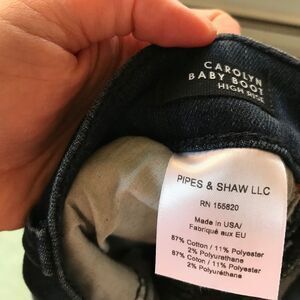 CAROLYN
BABY BOOT
HIGH RISE
PIPES & SHAW LLC
RN 155820
Made in USA/
Fabriqué aux EU
87% Cotton / 11% Polyester
2% Polyurethane
87% Coton / 11% Polyester
2% Polyuréthane